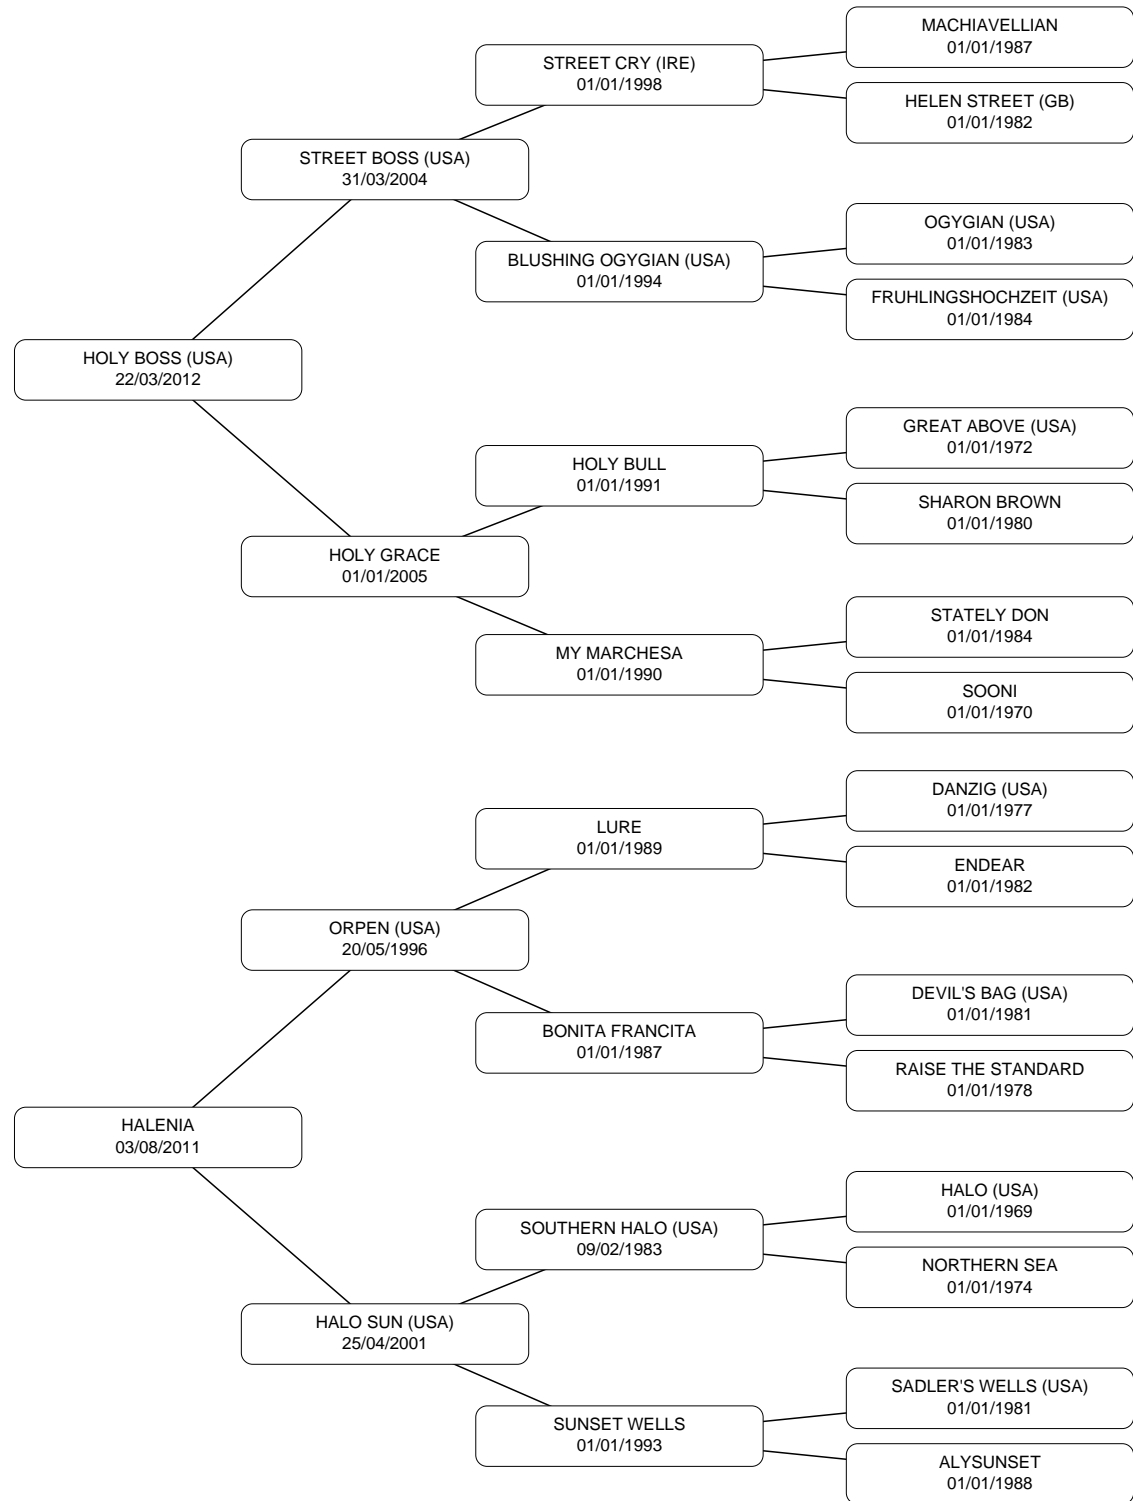 MACHIAVELLIAN
01/01/1987
STREET CRY (IRE)
01/01/1998
HELEN STREET (GB)
01/01/1982
STREET BOSS (USA)
31/03/2004
OGYGIAN (USA)
01/01/1983
BLUSHING OGYGIAN (USA)
01/01/1994
FRUHLINGSHOCHZEIT (USA)
01/01/1984
HOLY BOSS (USA)
22/03/2012
GREAT ABOVE (USA)
01/01/1972
HOLY BULL
01/01/1991
SHARON BROWN
01/01/1980
HOLY GRACE
01/01/2005
STATELY DON
01/01/1984
MY MARCHESA
01/01/1990
SOONI
01/01/1970
DANZIG (USA)
01/01/1977
LURE
01/01/1989
ENDEAR
01/01/1982
ORPEN (USA)
20/05/1996
DEVIL'S BAG (USA)
01/01/1981
BONITA FRANCITA
01/01/1987
RAISE THE STANDARD
01/01/1978
HALENIA
03/08/2011
HALO (USA)
01/01/1969
SOUTHERN HALO (USA)
09/02/1983
NORTHERN SEA
01/01/1974
HALO SUN (USA)
25/04/2001
SADLER'S WELLS (USA)
01/01/1981
SUNSET WELLS
01/01/1993
ALYSUNSET
01/01/1988